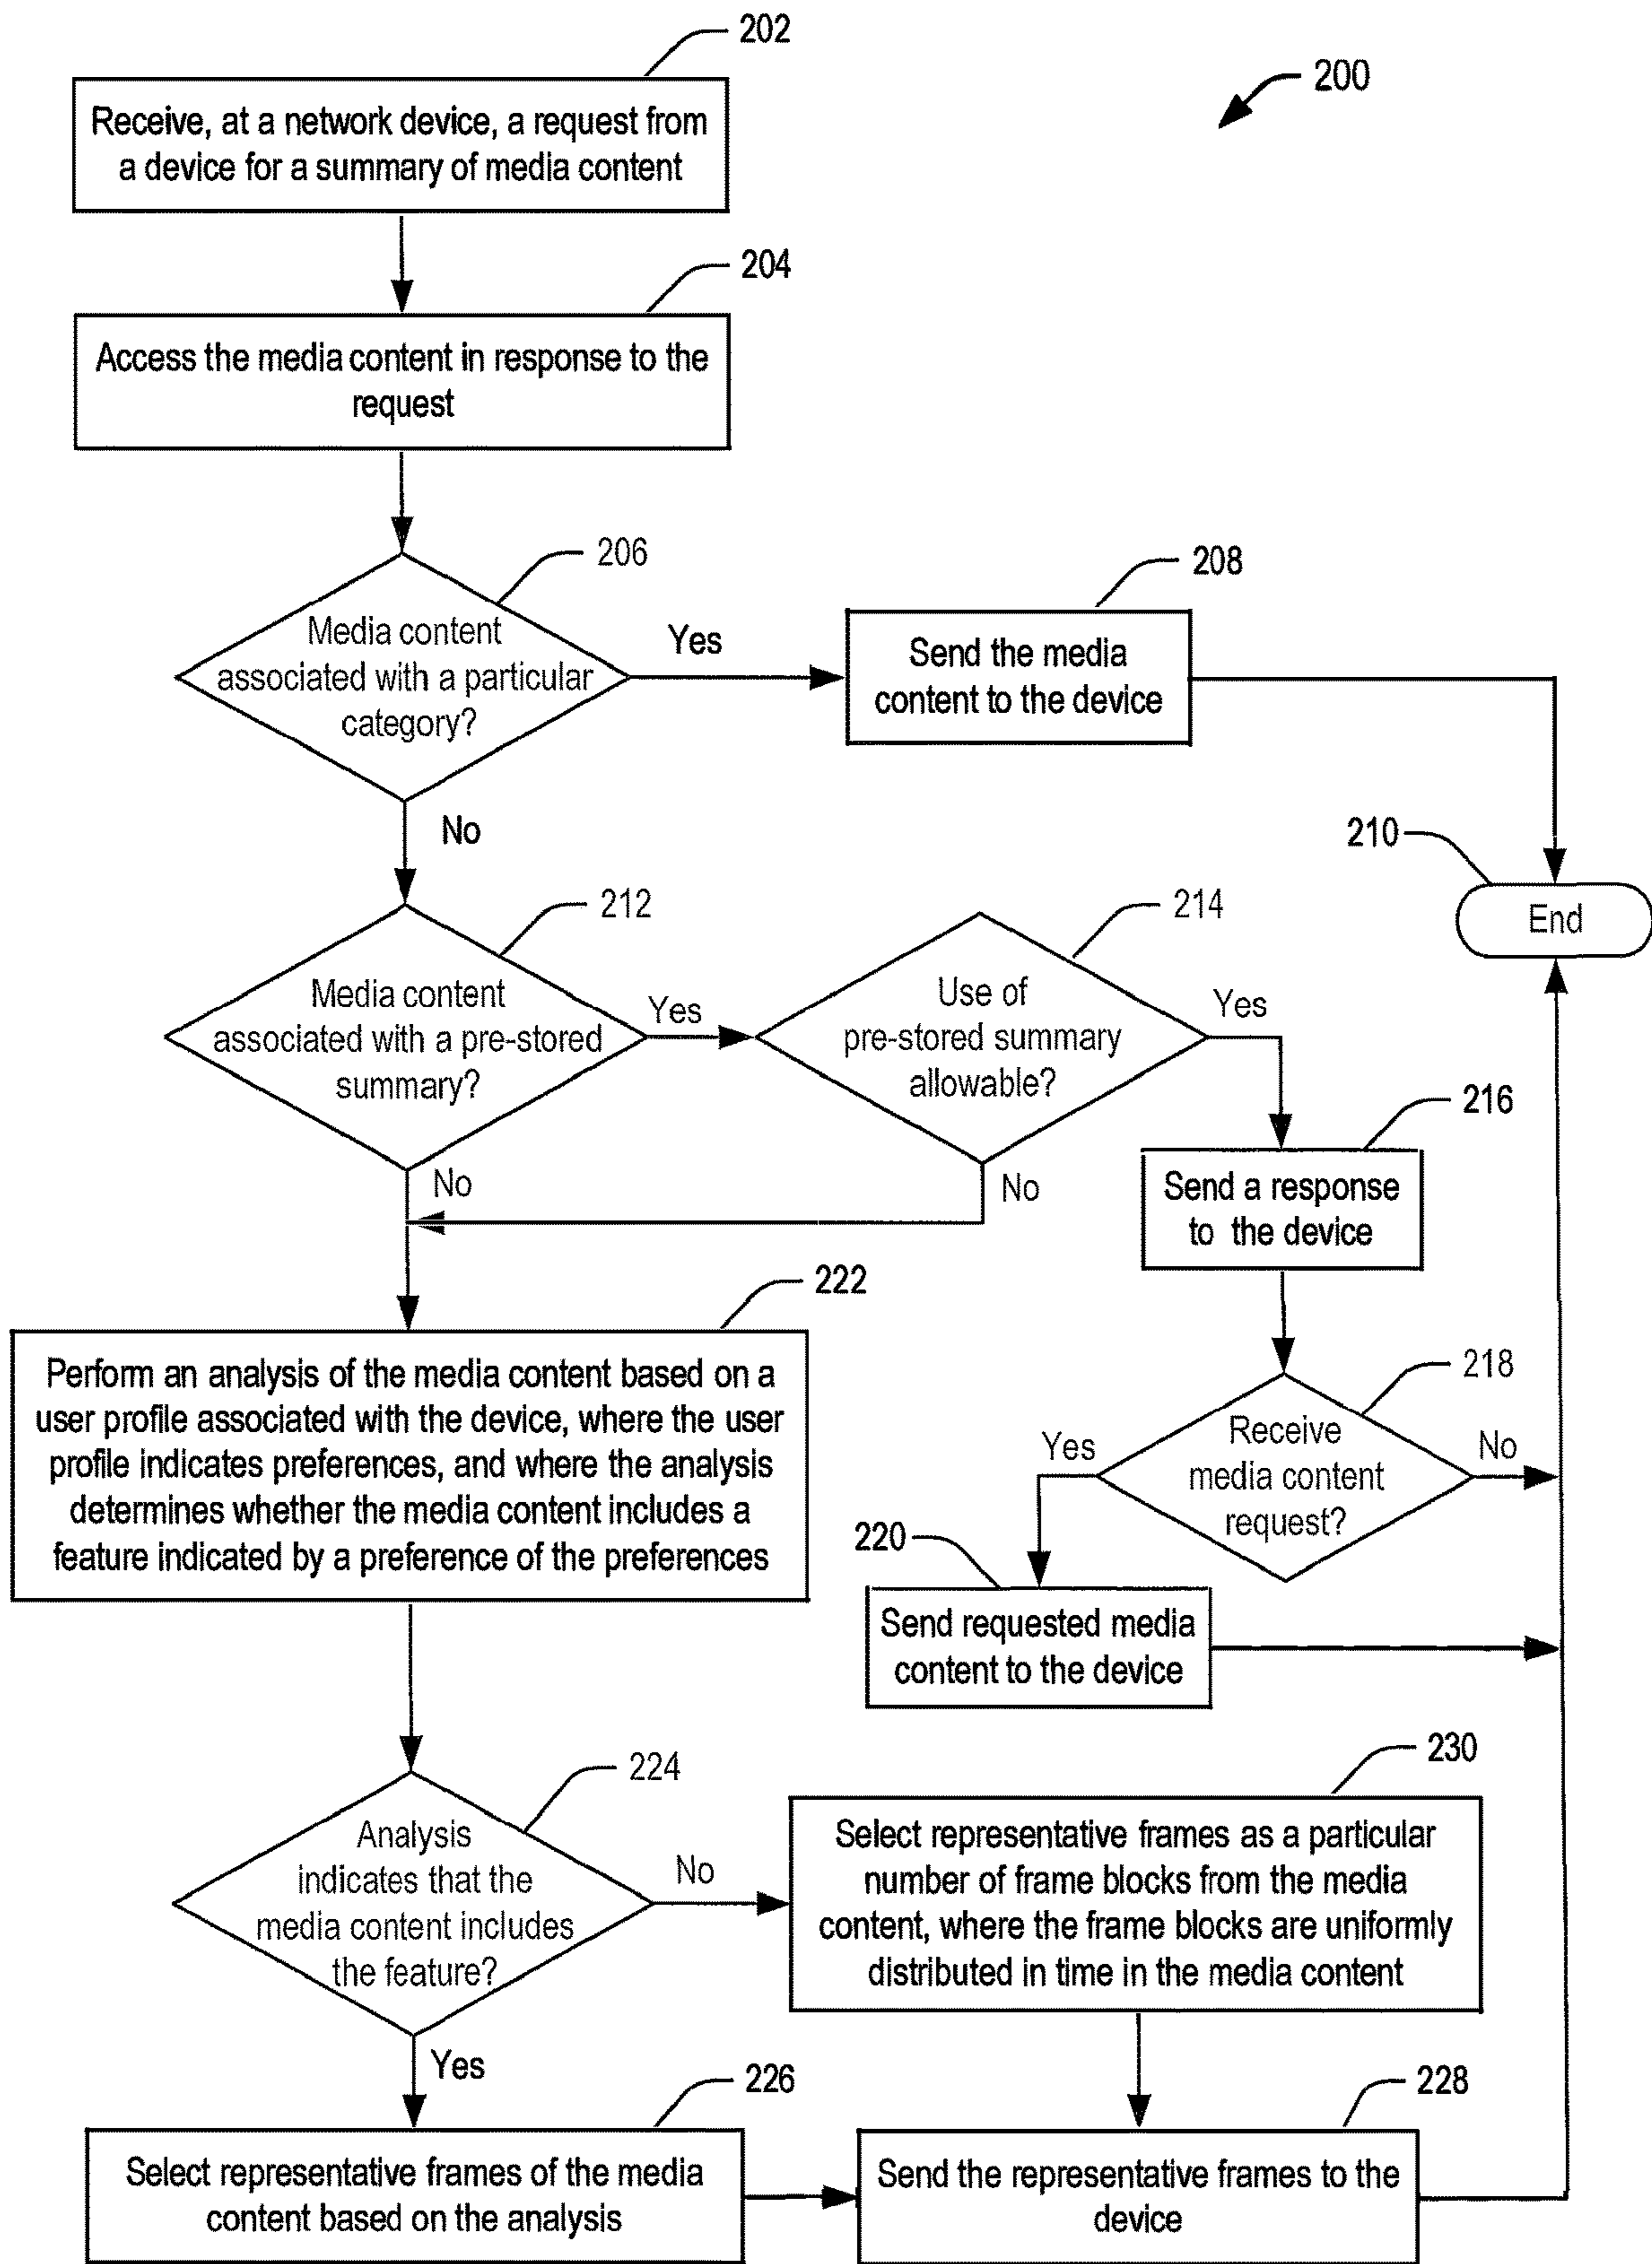 202
200
Receive, at a network device, a request from
a device for a summary of media content
204
Access the media content in response to the
request
206
Media content
associated with a particular
category?
Yes
208
Send the media
content to the device
No
210
End
212
Media content
associated with a pre-stored
summary?
Yes
214
Use of
pre-stored summary
allowable?
Yes
No
No
216
Send a response
to the device
222
Perform an analysis of the media content based on a
user profile associated with the device, where the user
profile indicates preferences, and where the analysis
determines whether the media content includes a
feature indicated by a preference of the preferences
218
Receive
media content
request?
Yes
No
220
Send requested media
content to the device
224
Analysis
indicates that the
media content includes
the feature?
No
230
Select representative frames as a particular
number of frame blocks from the media
content, where the frame blocks are uniformly
distributed in time in the media content
Yes
226
Select representative frames of the media
content based on the analysis
228
Send the representative frames to the
device